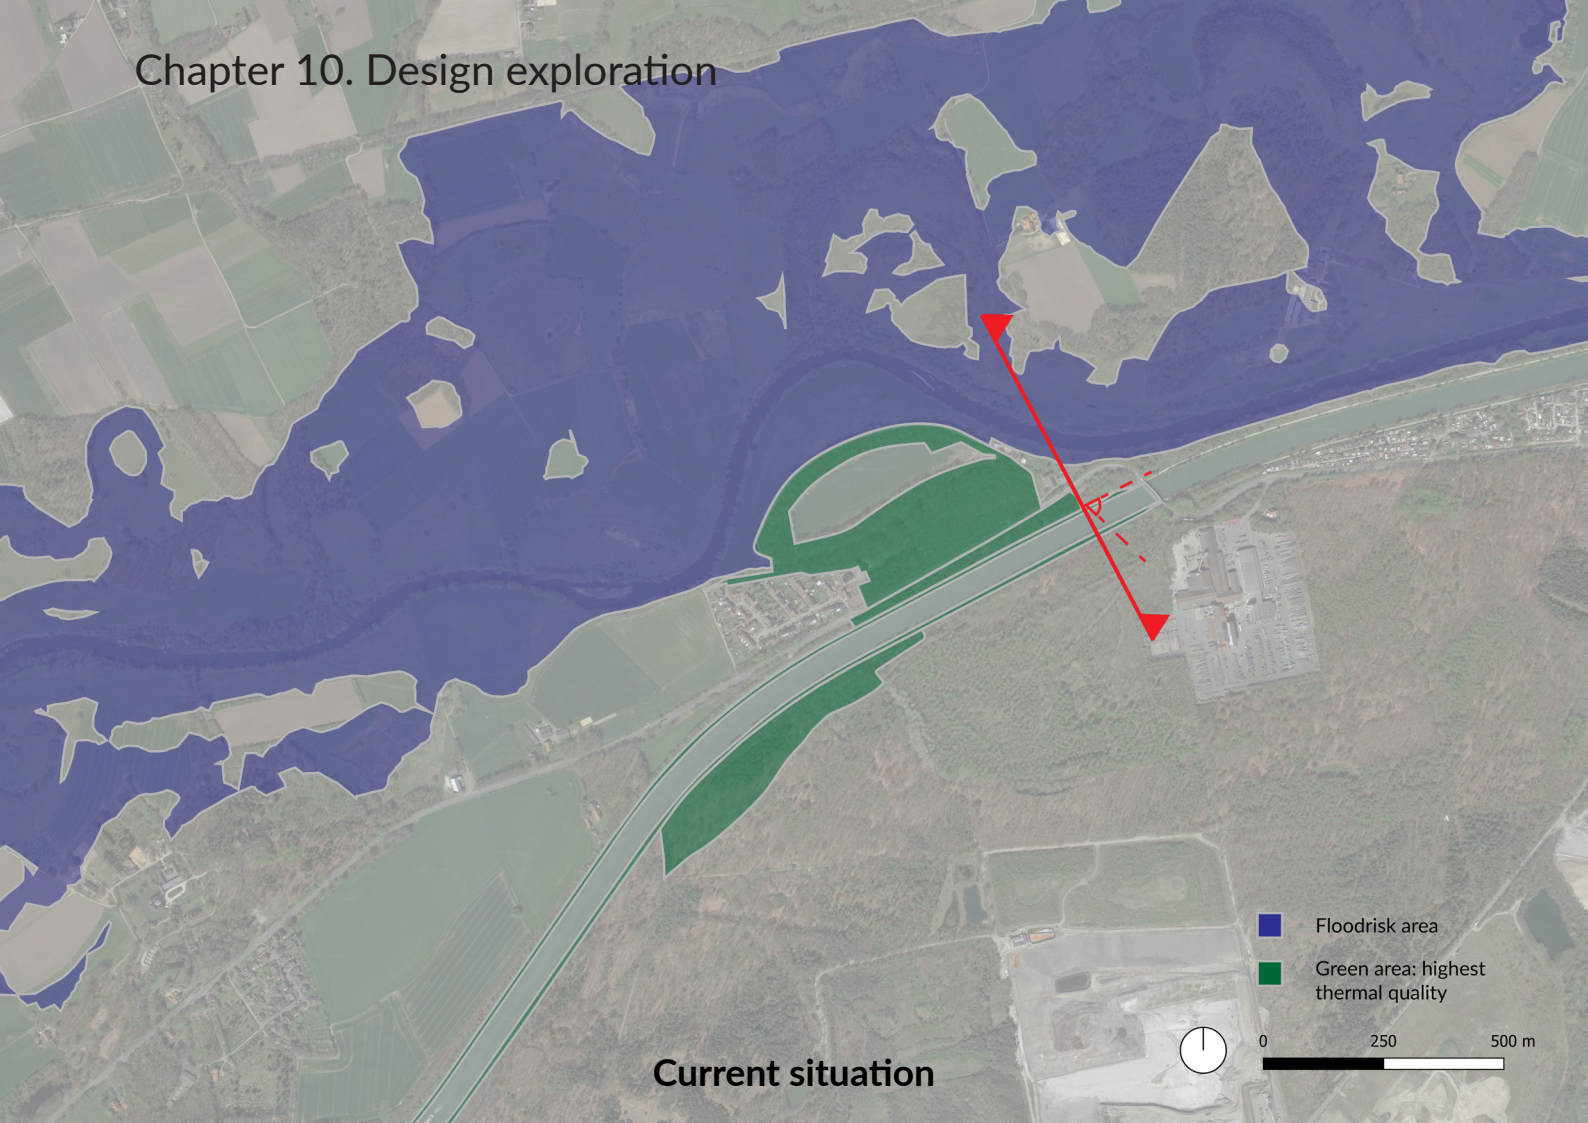 Chapter 10. Design exploration
Floodrisk area
Green area: highest
thermal quality
0 250 500 m
Current situation